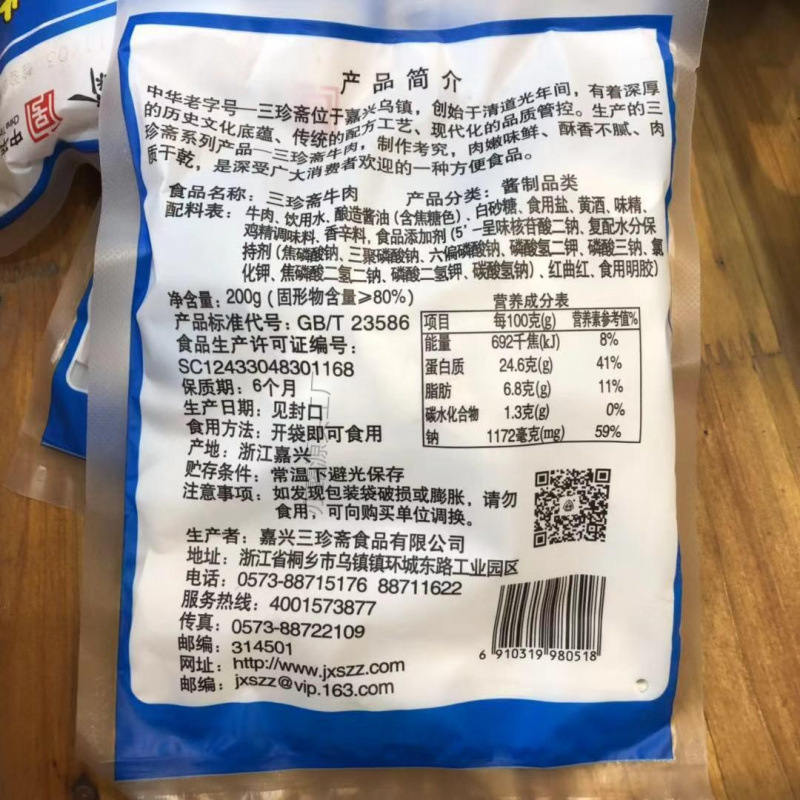 产品简介
中华老字号—三珍斋位于嘉兴乌镇，创始于清道光年间，有着深厚
的历史文化底蕴、传统的配方工艺、现代化的品质管控。生产的三
珍斋系列产品—三珍斋牛肉，制作考究，肉嫩味鲜、酥香不腻、肉
质干乾，是深受广大消费者欢迎的一种方便食品。
食品名称：三珍斋牛肉 产品分类：酱制品类
配料表：牛肉、饮用水、酿造酱油(含焦糖色)、白砂糖、食用盐、黄酒、味精、
鸡精调味料、香辛料，食品添加剂(5'-呈味核苷酸二钠、复配水分保
持剂(焦磷酸钠、三聚磷酸钠、六偏磷酸钠、磷酸氢二钾、磷酸三钠、氯
化钾、焦磷酸二氢二钠、磷酸二氢钾、碳酸氢钠)、红曲红、食用明胶)
净含量：200g(固形物含量≥80%)
产品标准代号：GB/T 23586
食品生产许可证编号：
SC12433048301168
保质期：6个月
生产日期：见封口
食用方法：开袋即可食用
产地：浙江嘉兴
贮存条件：常温下避光保存
注意事项：如发现包装袋破损或膨胀，请勿
食用，可向购买单位调换。
营养成分表
项目 每100克(g) 营养素参考值%
能量 692千焦(kJ) 8%
蛋白质 24.6克(g) 41%
脂肪 6.8克(g) 11%
碳水化合物 1.3克(g) 0%
钠 1172毫克(mg) 59%
生产者：嘉兴三珍斋食品有限公司
地址：浙江省桐乡市乌镇镇环城东路工业园区
电话：0573-88715176 88711622
服务热线：4001573877
传真：0573-88722109
邮编：314501
网址：http://www.jxszz.com
邮编：jxszz@vip.163.com
6 910319 980518